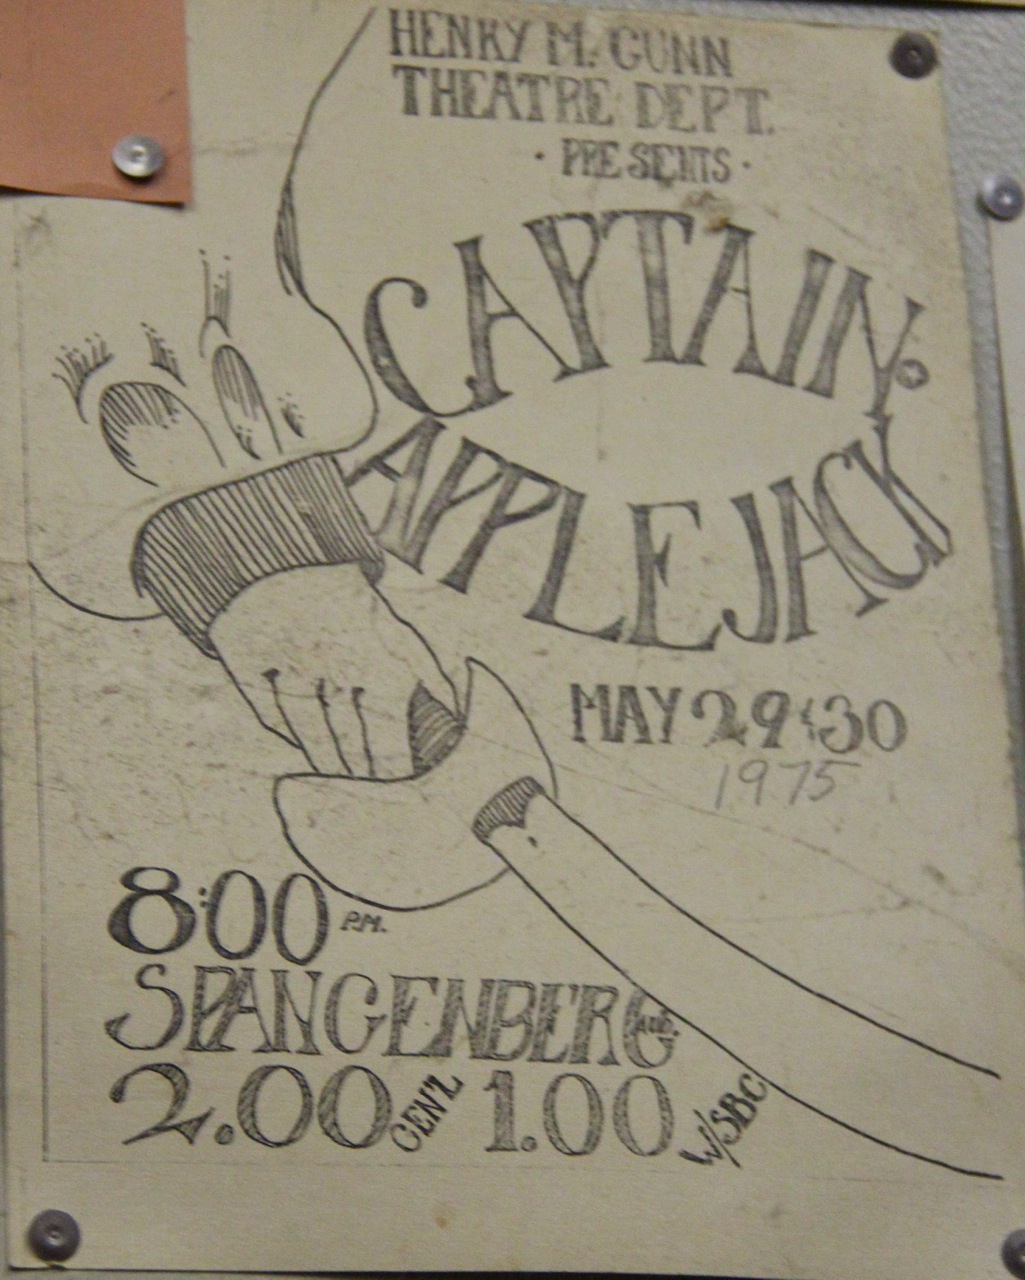 HENRY M. GUNN
THEATRE DEPT.
· PRESENTS ·
CAPTAIN
APPLEJACK
MAY 29 & 30
1975
8:00 P.M.
SPANGENBERG
2.00 GEN'L 1.00 W/SBC